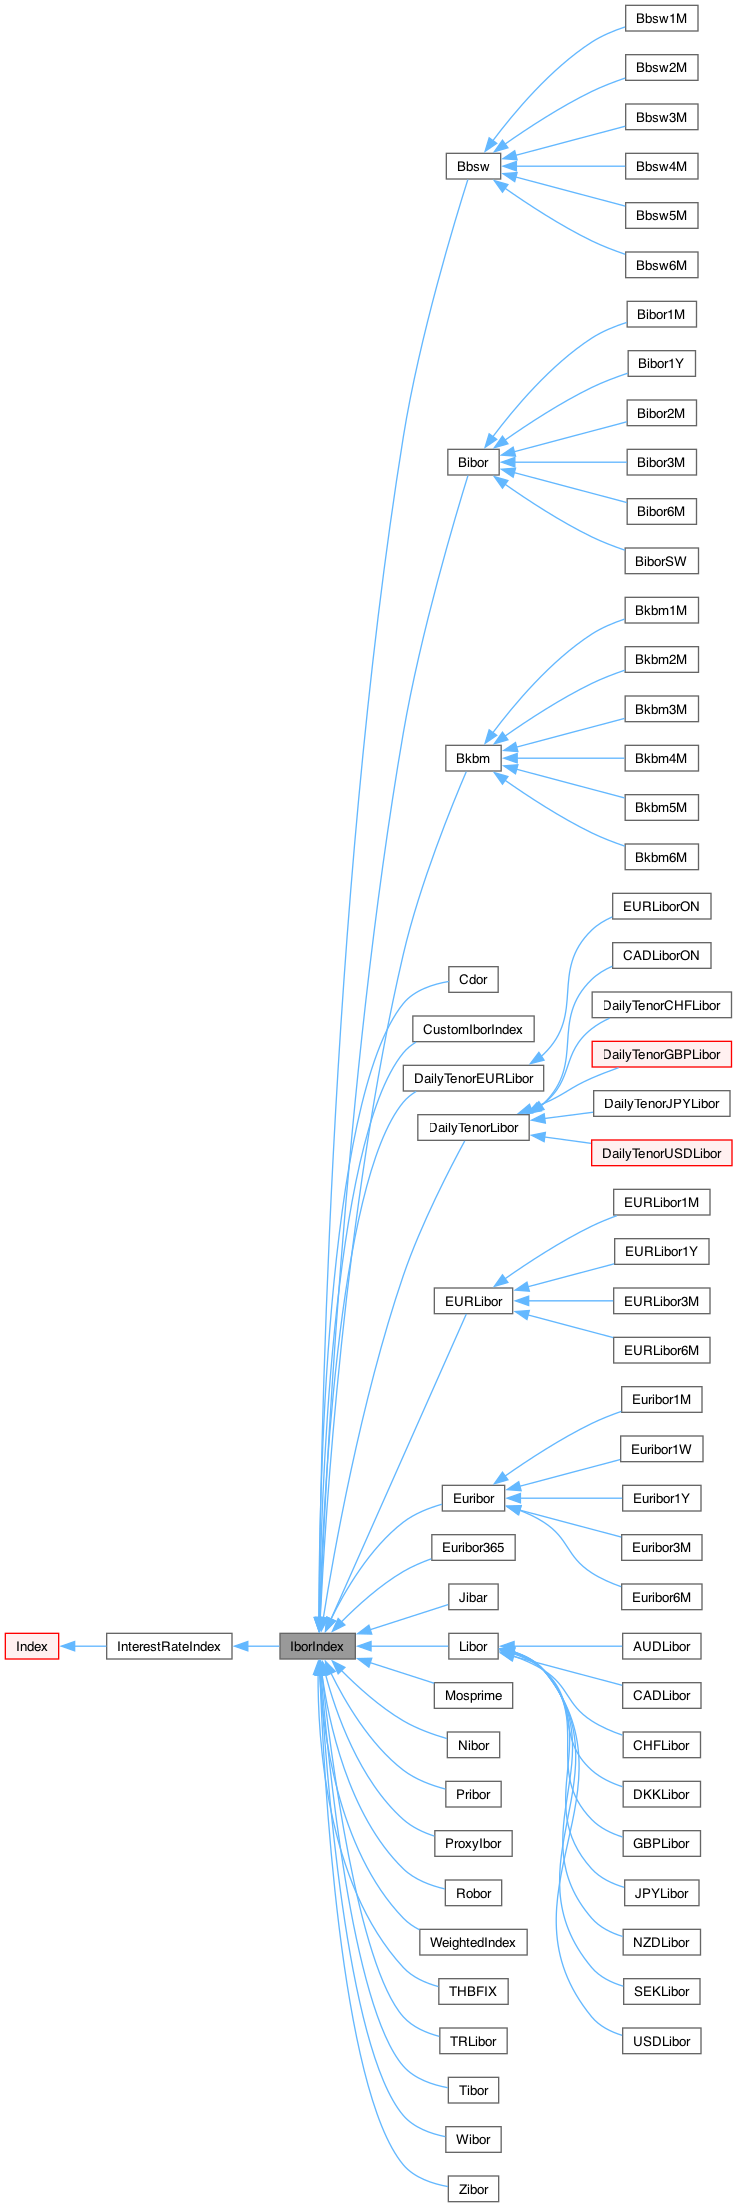 Bbsw1M
Bbsw2M
Bbsw3M
Bbsw
Bbsw4M
Bbsw5M
Bbsw6M
Bibor1M
Bibor1Y
Bibor2M
Bibor
Bibor3M
Bibor6M
BiborSW
Bkbm1M
Bkbm2M
Bkbm3M
Bkbm
Bkbm4M
Bkbm5M
Bkbm6M
EURLiborON
CADLiborON
Cdor
DailyTenorCHFLibor
CustomIborIndex
DailyTenorGBPLibor
DailyTenorEURLibor
DailyTenorJPYLibor
DailyTenorLibor
DailyTenorUSDLibor
EURLibor1M
EURLibor1Y
EURLibor
EURLibor3M
EURLibor6M
Euribor1M
Euribor1W
Euribor
Euribor1Y
Euribor365
Euribor3M
Jibar
Euribor6M
Index
InterestRateIndex
IborIndex
Libor
AUDLibor
Mosprime
CADLibor
Nibor
CHFLibor
Pribor
DKKLibor
ProxyIbor
GBPLibor
Robor
JPYLibor
WeightedIndex
NZDLibor
THBFIX
SEKLibor
TRLibor
USDLibor
Tibor
Wibor
Zibor